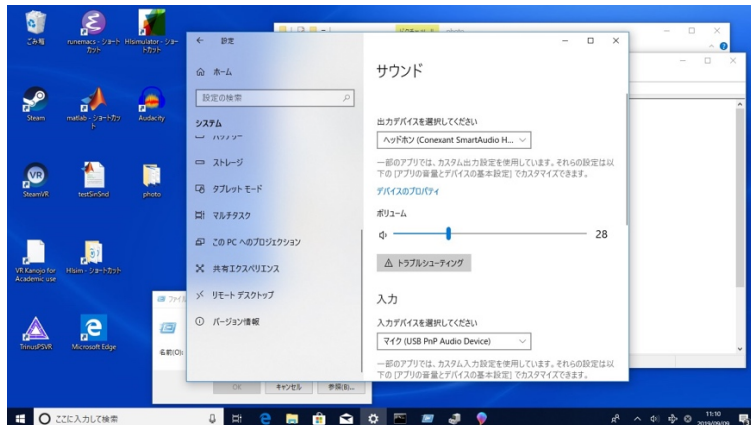 ごみ箱
runemacs - ショートカット
Hlsimulator - ショートカット
Steam
matlab - ショートカット
Audacity
SteamVR
testSinSnd
photo
VR Kanojo for
Academic use
Hlsim - ショートカット
TrinusPSVR
Microsoft Edge
設定
ホーム
設定の検索
システム
バッテリー
ストレージ
タブレット モード
マルチタスク
この PC へのプロジェクション
共有エクスペリエンス
リモート デスクトップ
バージョン情報
サウンド
出力デバイスを選択してください
ヘッドホン (Conexant SmartAudio H...
一部のアプリでは、カスタム出力設定を使用しています。それらの設定は以
下の [アプリの音量とデバイスの基本設定] でカスタマイズできます。
デバイスのプロパティ
ボリューム
28
トラブルシューティング
入力
入力デバイスを選択してください
マイク (USB PnP Audio Device)
一部のアプリでは、カスタム入力設定を使用しています。それらの設定は以
下の [アプリの音量とデバイスの基本設定] でカスタマイズできます。
photo
ファイル
名前(O):
OK
キャンセル
参照(B)...
ここに入力して検索
11:10
2019/09/09